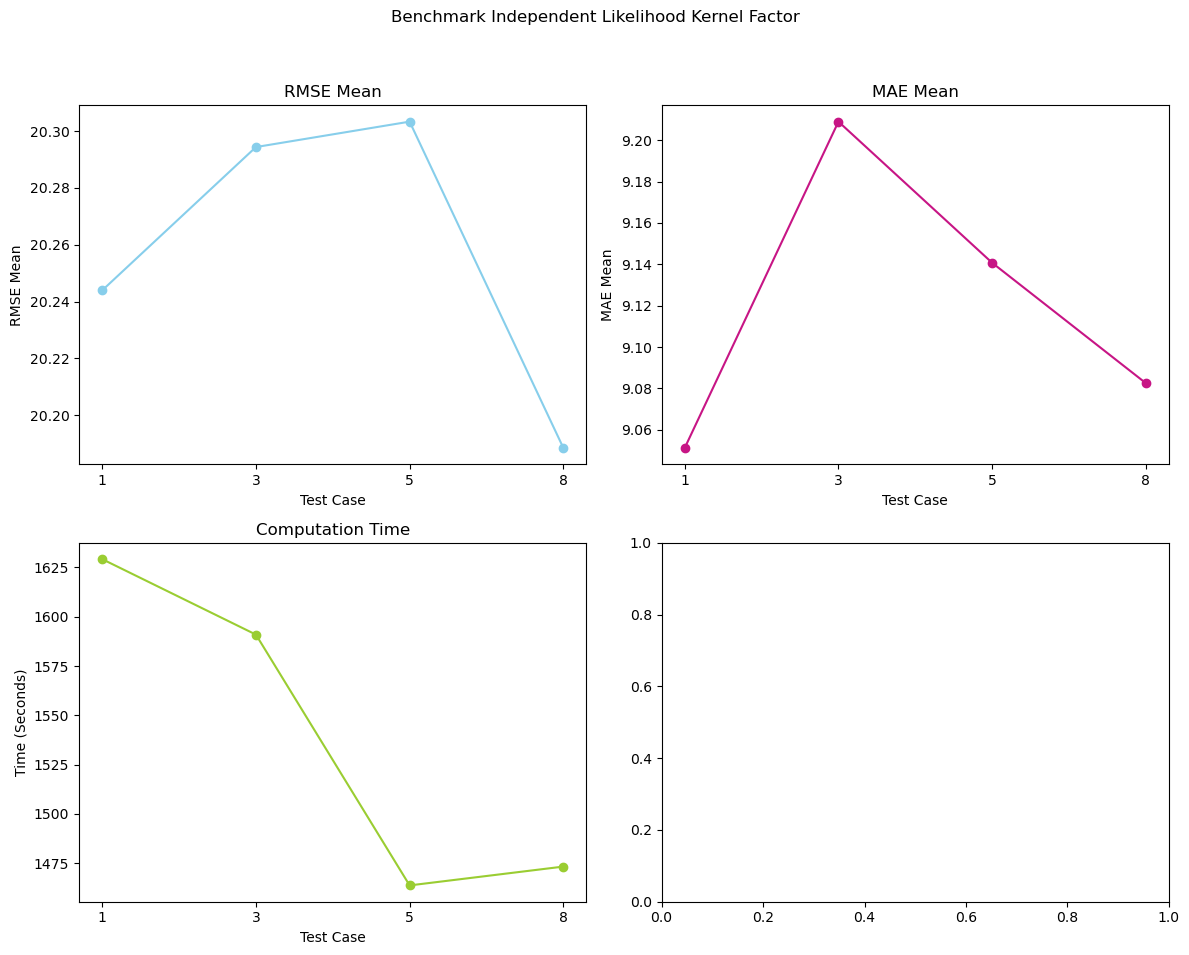 Benchmark Independent Likelihood Kernel Factor
RMSE Mean
RMSE Mean
20.30
20.28
20.26
20.24
20.22
20.20
1 3 5 8
Test Case
MAE Mean
MAE Mean
9.20
9.18
9.16
9.14
9.12
9.10
9.08
9.06
1 3 5 8
Test Case
Computation Time
Time (Seconds)
1625
1600
1575
1550
1525
1500
1475
1 3 5 8
Test Case
1.0
0.8
0.6
0.4
0.2
0.0
0.0 0.2 0.4 0.6 0.8 1.0